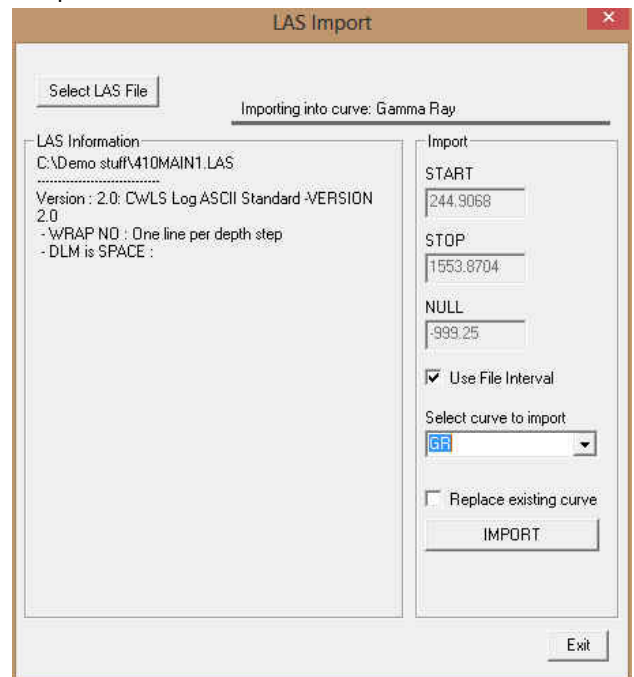 LAS Import
Select LAS File
Importing into curve: Gamma Ray
LAS Information
C:\Demo stuff\410MAIN1.LAS
----------------------------
Version : 2.0: CWLS Log ASCII Standard -VERSION
2.0
- WRAP NO : One line per depth step
- DLM is SPACE :
Import
START
244.9068
STOP
1553.8704
NULL
-999.25
Use File Interval
Select curve to import
GR
Replace existing curve
IMPORT
Exit